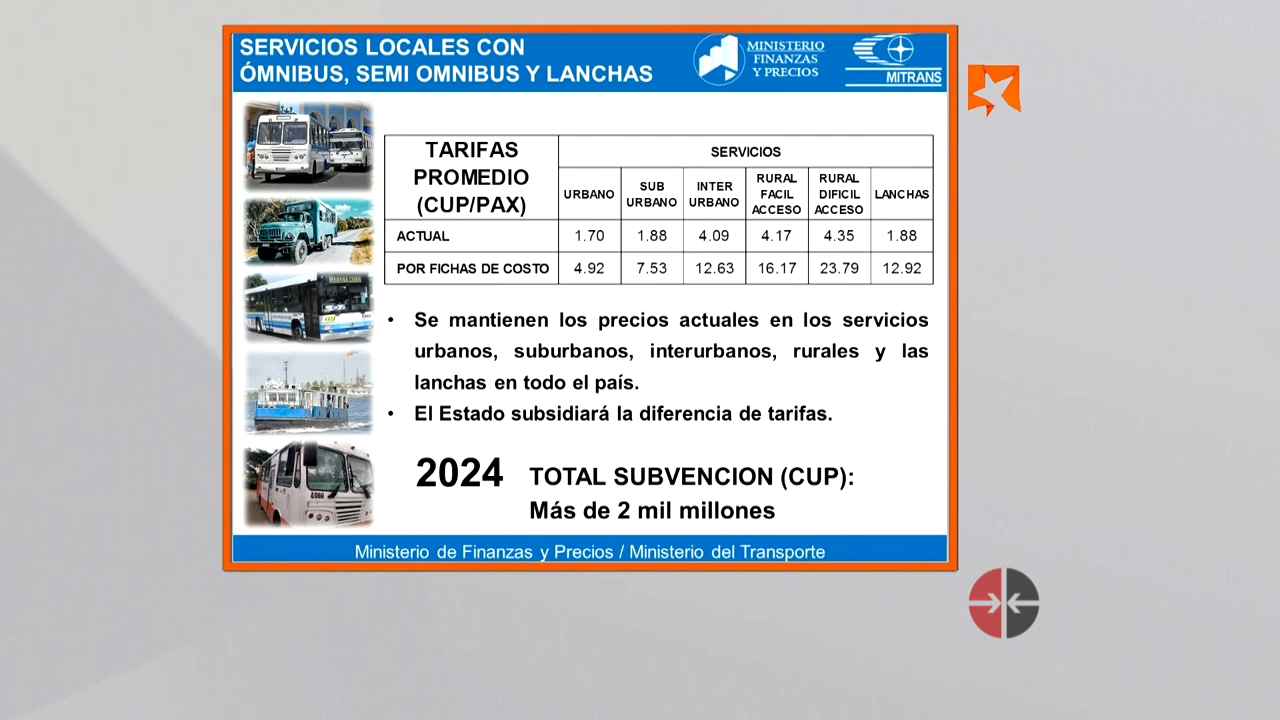 SERVICIOS LOCALES CON
ÓMNIBUS, SEMI OMNIBUS Y LANCHAS
MINISTERIO
FINANZAS
Y PRECIOS
MITRANS
TARIFAS
PROMEDIO
(CUP/PAX)
SERVICIOS
URBANO
SUB
URBANO
INTER
URBANO
RURAL
FACIL
ACCESO
RURAL
DIFICIL
ACCESO
LANCHAS
ACTUAL 1.70 1.88 4.09 4.17 4.35 1.88
POR FICHAS DE COSTO 4.92 7.53 12.63 16.17 23.79 12.92
• Se mantienen los precios actuales en los servicios
urbanos, suburbanos, interurbanos, rurales y las
lanchas en todo el país.
• El Estado subsidiará la diferencia de tarifas.
2024 TOTAL SUBVENCION (CUP):
Más de 2 mil millones
Ministerio de Finanzas y Precios / Ministerio del Transporte